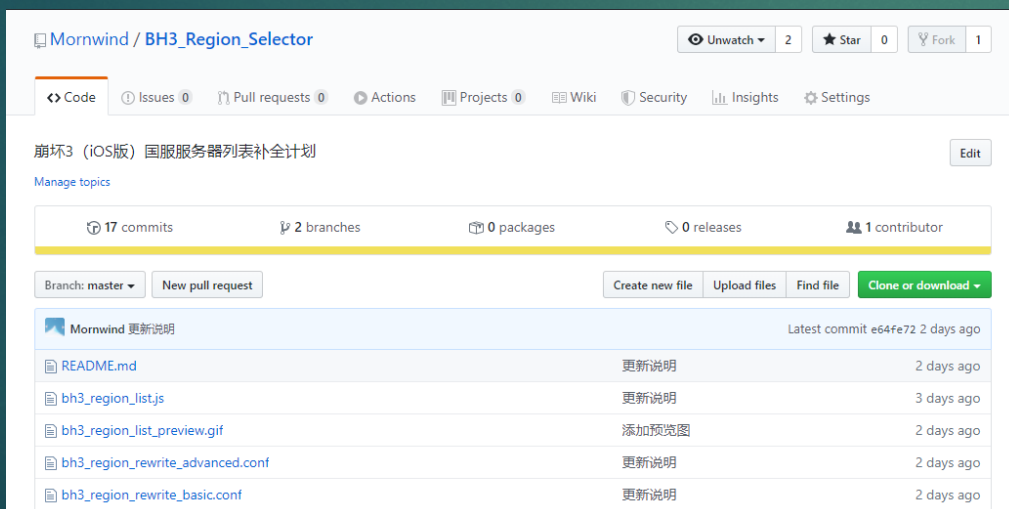 Mornwind / BH3_Region_Selector
Unwatch 2 Star 0 Fork 1
Code Issues 0 Pull requests 0 Actions Projects 0 Wiki Security Insights Settings
崩坏3（iOS版）国服服务器列表补全计划 Edit
Manage topics
17 commits 2 branches 0 packages 0 releases 1 contributor
Branch: master New pull request Create new file Upload files Find file Clone or download
Mornwind 更新说明 Latest commit e64fe72 2 days ago
README.md 更新说明 2 days ago
bh3_region_list.js 更新说明 3 days ago
bh3_region_list_preview.gif 添加预览图 2 days ago
bh3_region_rewrite_advanced.conf 更新说明 2 days ago
bh3_region_rewrite_basic.conf 更新说明 2 days ago